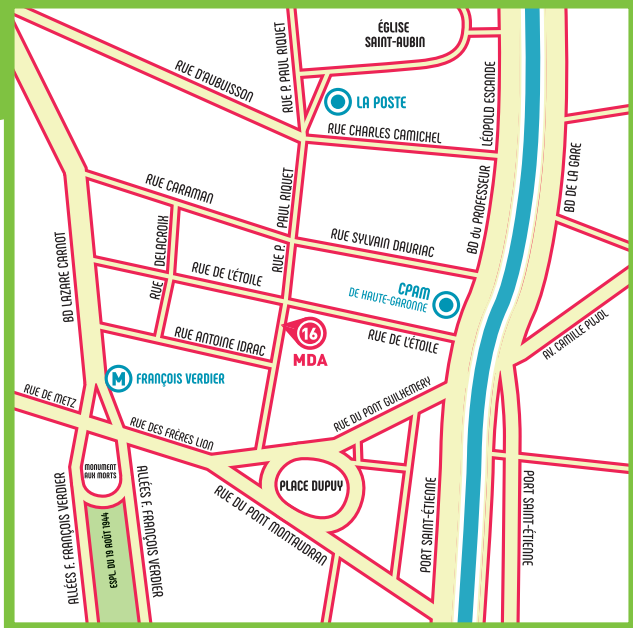 ÉGLISE
SAINT-AUBIN
RUE D'AUBUISSON
RUE P. PAUL RIQUET
LA POSTE
LÉOPOLD ESCANDE
RUE CHARLES CAMICHEL
BD DE LA GARE
RUE CARAMAN
RUE P. PAUL RIQUET
BD du PROFESSEUR
RUE DELACROIX
RUE SYLVAIN DAURIAC
BD LAZARE CARNOT
RUE DE L'ÉTOILE
CPAM
DE HAUTE-GARONNE
RUE ANTOINE IDRAC
16
MDA
RUE DE L'ÉTOILE
AV. CAMILLE PUJOL
M FRANÇOIS VERDIER
RUE DE METZ
RUE DES FRÈRES LION
RUE DU PONT GUILHEMERY
MONUMENT
AUX MORTS
PLACE DUPUY
ALLÉES F. FRANÇOIS VERDIER
ESPL. DU 19 AOÛT 1944
ALLÉES F. FRANÇOIS VERDIER
RUE DU PONT MONTAUDRAN
PORT SAINT-ÉTIENNE
PORT SAINT-ÉTIENNE